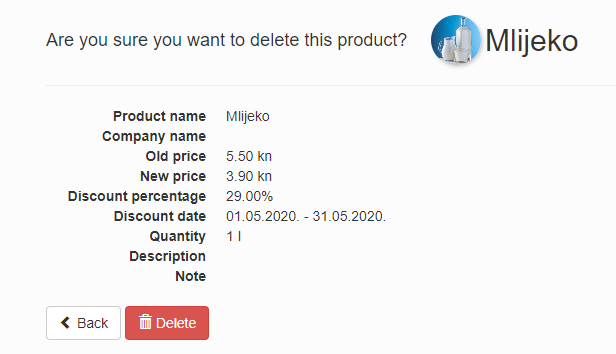 Are you sure you want to delete this product? Mlijeko
Product name Mlijeko
Company name
Old price 5.50 kn
New price 3.90 kn
Discount percentage 29.00%
Discount date 01.05.2020. - 31.05.2020.
Quantity 1 l
Description
Note
Back Delete